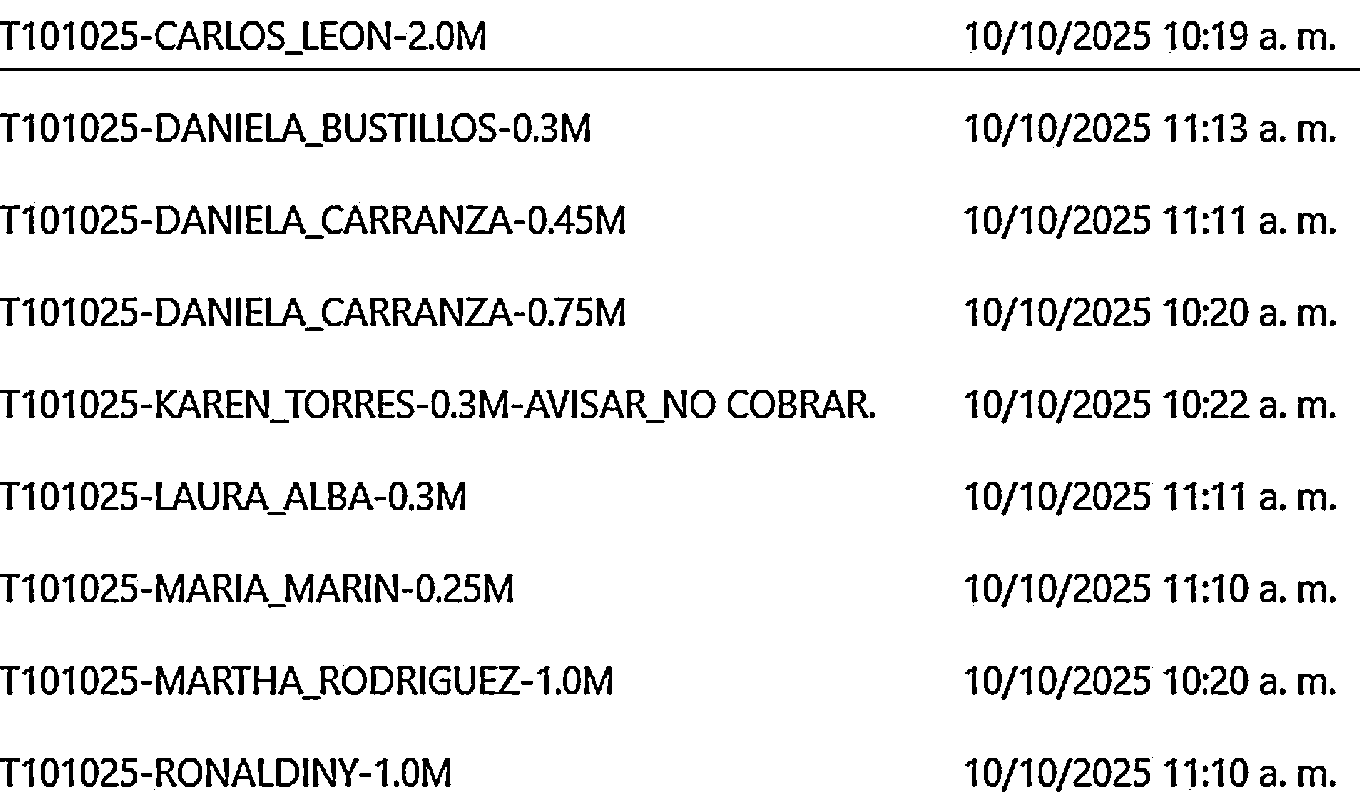 T101025-CARLOS_LEON-2.0M 10/10/2025 10:19 a. m.
T101025-DANIELA_BUSTILLOS-0.3M 10/10/2025 11:13 a. m.
T101025-DANIELA_CARRANZA-0.45M 10/10/2025 11:11 a. m.
T101025-DANIELA_CARRANZA-0.75M 10/10/2025 10:20 a. m.
T101025-KAREN_TORRES-0.3M-AVISAR_NO COBRAR. 10/10/2025 10:22 a. m.
T101025-LAURA_ALBA-0.3M 10/10/2025 11:11 a. m.
T101025-MARIA_MARIN-0.25M 10/10/2025 11:10 a. m.
T101025-MARTHA_RODRIGUEZ-1.0M 10/10/2025 10:20 a. m.
T101025-RONALDINY-1.0M 10/10/2025 11:10 a. m.